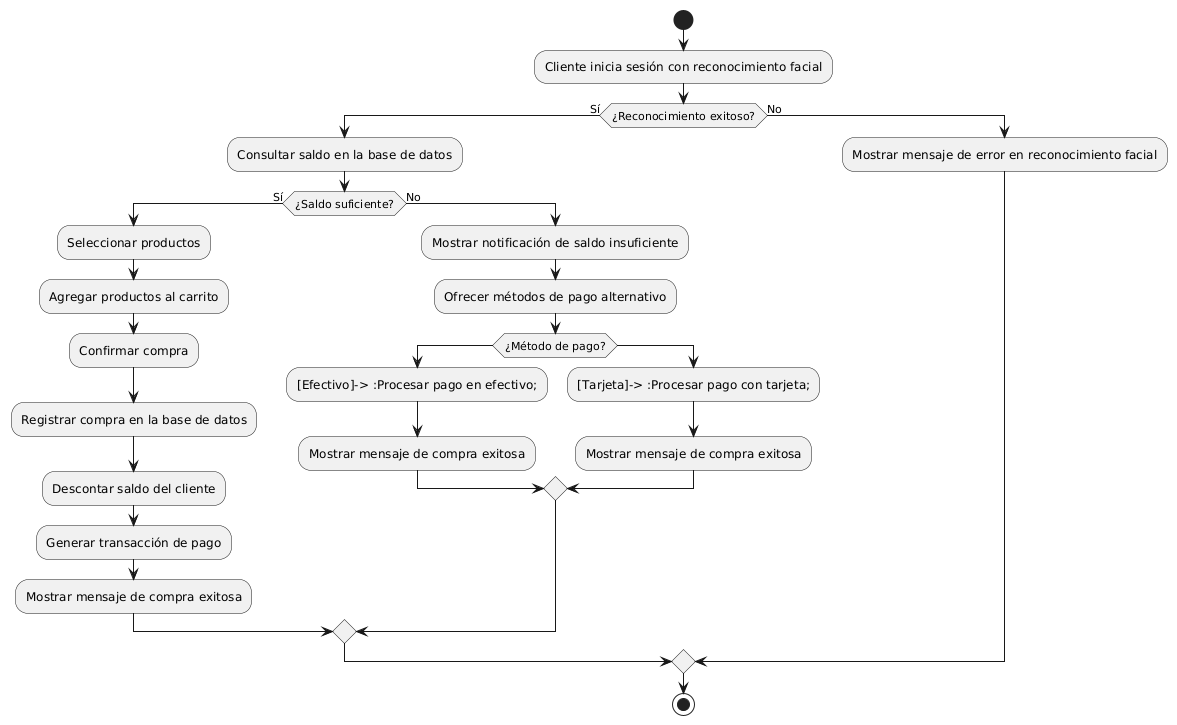 Cliente inicia sesión con reconocimiento facial
Sí
¿Reconocimiento exitoso?
No
Consultar saldo en la base de datos
Mostrar mensaje de error en reconocimiento facial
Sí
¿Saldo suficiente?
No
Seleccionar productos
Mostrar notificación de saldo insuficiente
Agregar productos al carrito
Ofrecer métodos de pago alternativo
Confirmar compra
¿Método de pago?
[Efectivo]-> :Procesar pago en efectivo;
[Tarjeta]-> :Procesar pago con tarjeta;
Registrar compra en la base de datos
Mostrar mensaje de compra exitosa
Mostrar mensaje de compra exitosa
Descontar saldo del cliente
Generar transacción de pago
Mostrar mensaje de compra exitosa